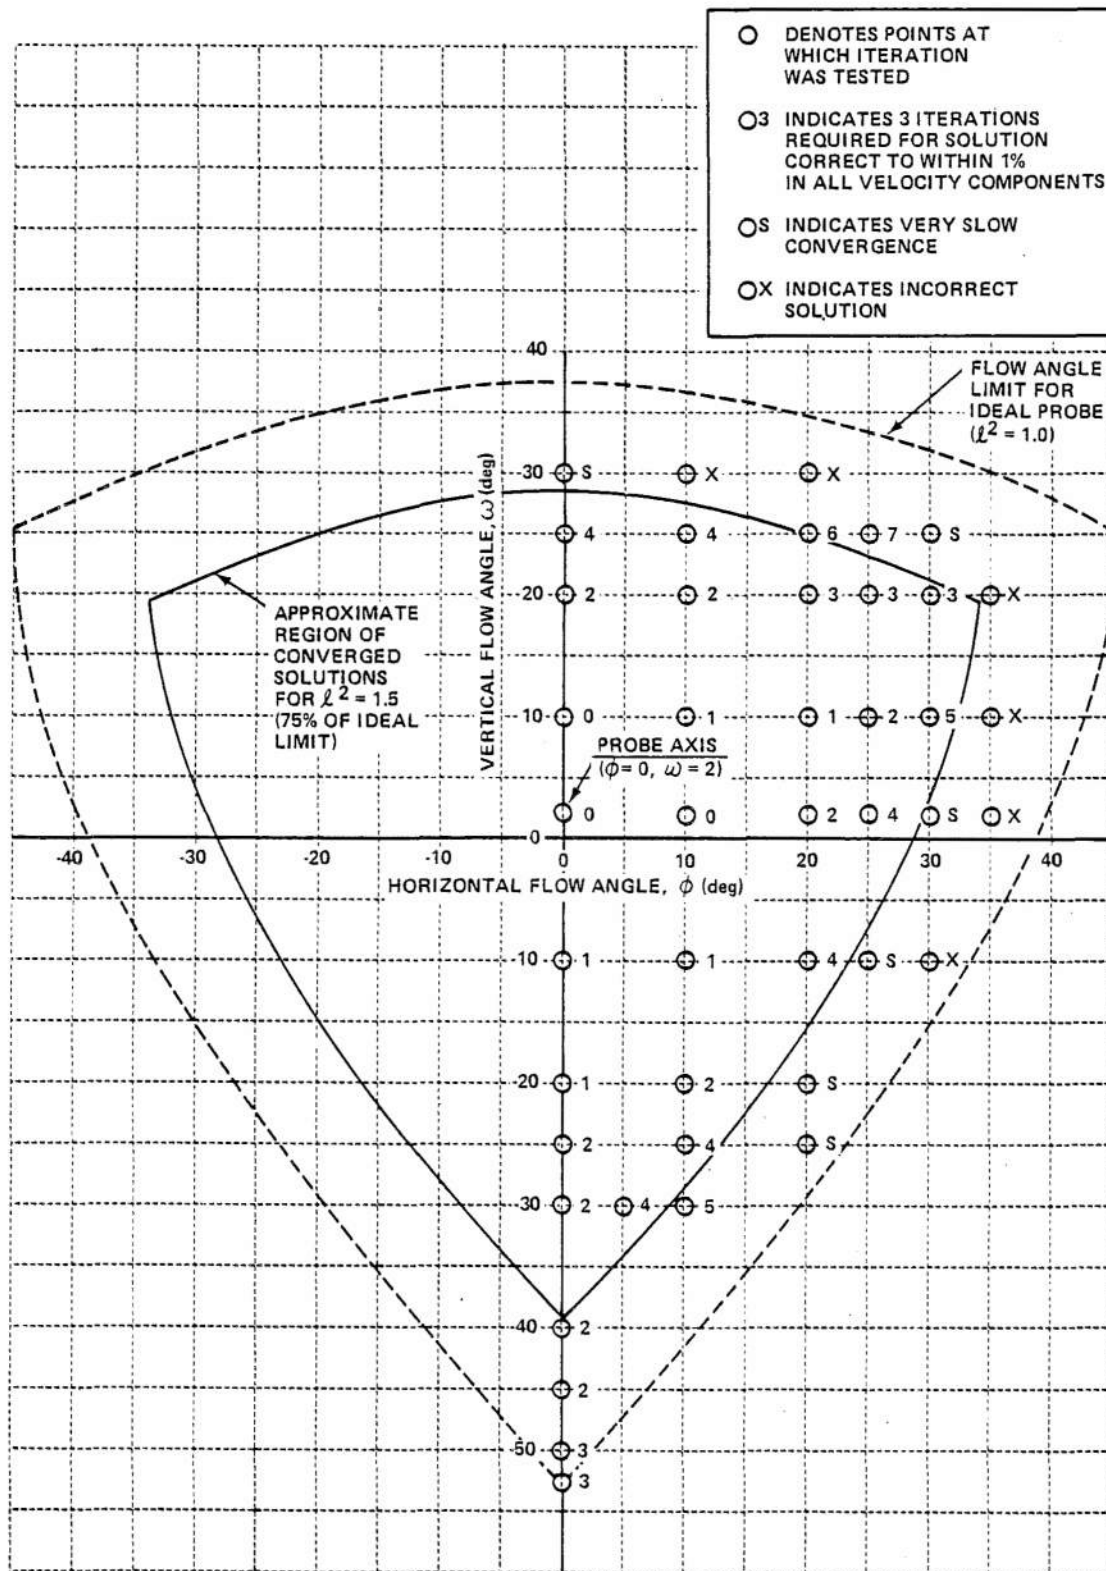 DENOTES POINTS AT
WHICH ITERATION
WAS TESTED
3 INDICATES 3 ITERATIONS
REQUIRED FOR SOLUTION
CORRECT TO WITHIN 1%
IN ALL VELOCITY COMPONENTS
S INDICATES VERY SLOW
CONVERGENCE
X INDICATES INCORRECT
SOLUTION
40
FLOW ANGLE
LIMIT FOR
IDEAL PROBE
(ℓ² = 1.0)
VERTICAL FLOW ANGLE, ω (deg)
30 S X X
4 4 6 7 S
20 2 2 3 3 3 X
APPROXIMATE
REGION OF
CONVERGED
SOLUTIONS
FOR ℓ² = 1.5
(75% OF IDEAL
LIMIT)
10 0 1 1 2 5 X
PROBE AXIS
(ϕ = 0, ω = 2)
0 0 2 4 S X
0
-40 -30 -20 -10 0 10 20 30 40
HORIZONTAL FLOW ANGLE, ϕ (deg)
-10 1 1 4 S X
-20 1 2 S
2 4 S
-30 2 4 5
-40 2
2
-50 3
3